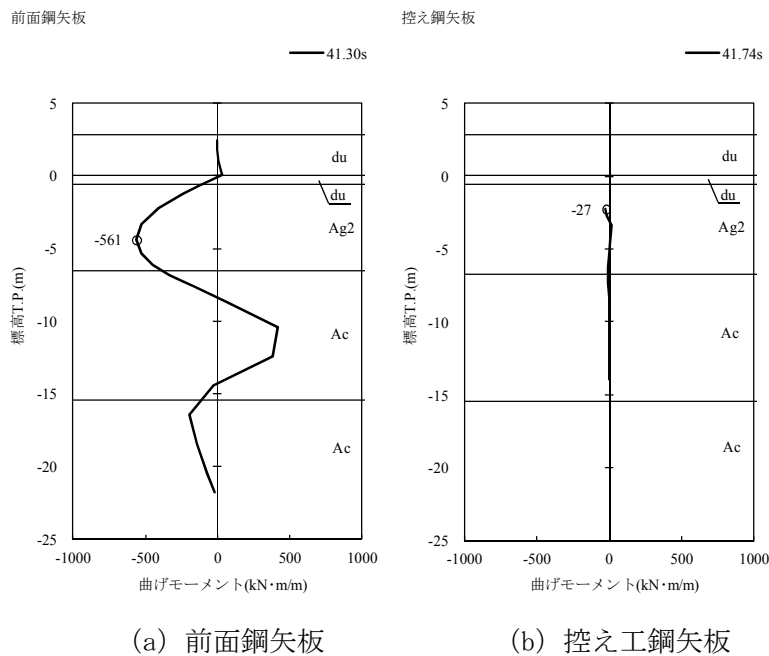 前面鋼矢板
控え鋼矢板
41.30s
41.74s
5
0
-5
-10
-15
-20
-25
標高T.P.(m)
du
du
Ag2
Ac
Ac
-561
-1000 -500 0 500 1000
曲げモーメント(kN･m/m)
5
0
-5
-10
-15
-20
-25
標高T.P.(m)
du
du
Ag2
Ac
Ac
-27
-1000 -500 0 500 1000
曲げモーメント(kN･m/m)
(a) 前面鋼矢板
(b) 控え工鋼矢板